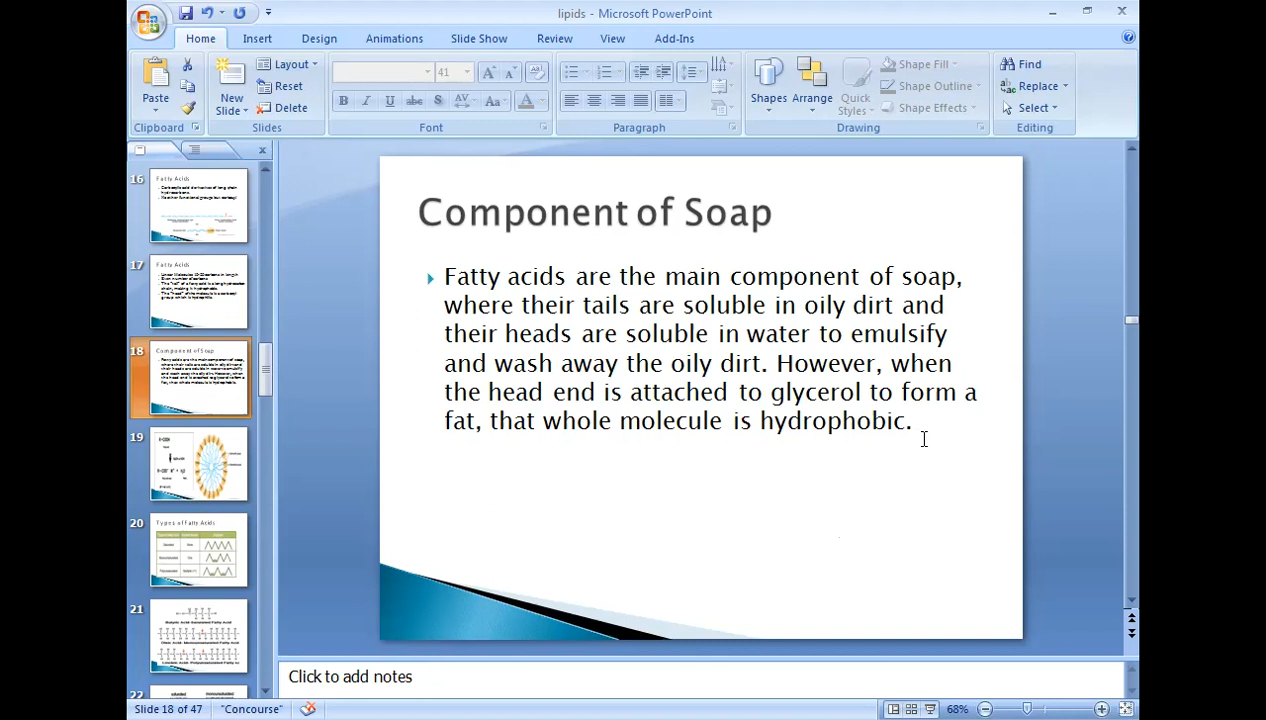 lipids - Microsoft PowerPoint
Home Insert Design Animations Slide Show Review View Add-Ins
Paste
Clipboard
New Slide
Layout
Reset
Delete
Slides
41
B I U abc S AV Aa A
Font
Paragraph
Shapes Arrange Quick Styles
Shape Fill
Shape Outline
Shape Effects
Drawing
Find
Replace
Select
Editing
16
Fatty Acids
17
Fatty Acids
18
Component of Soap
19
20
Types of Fatty Acids
21
22
Component of Soap
Fatty acids are the main component of soap,
where their tails are soluble in oily dirt and
their heads are soluble in water to emulsify
and wash away the oily dirt. However, when
the head end is attached to glycerol to form a
fat, that whole molecule is hydrophobic.
Click to add notes
Slide 18 of 47 "Concourse" 68%